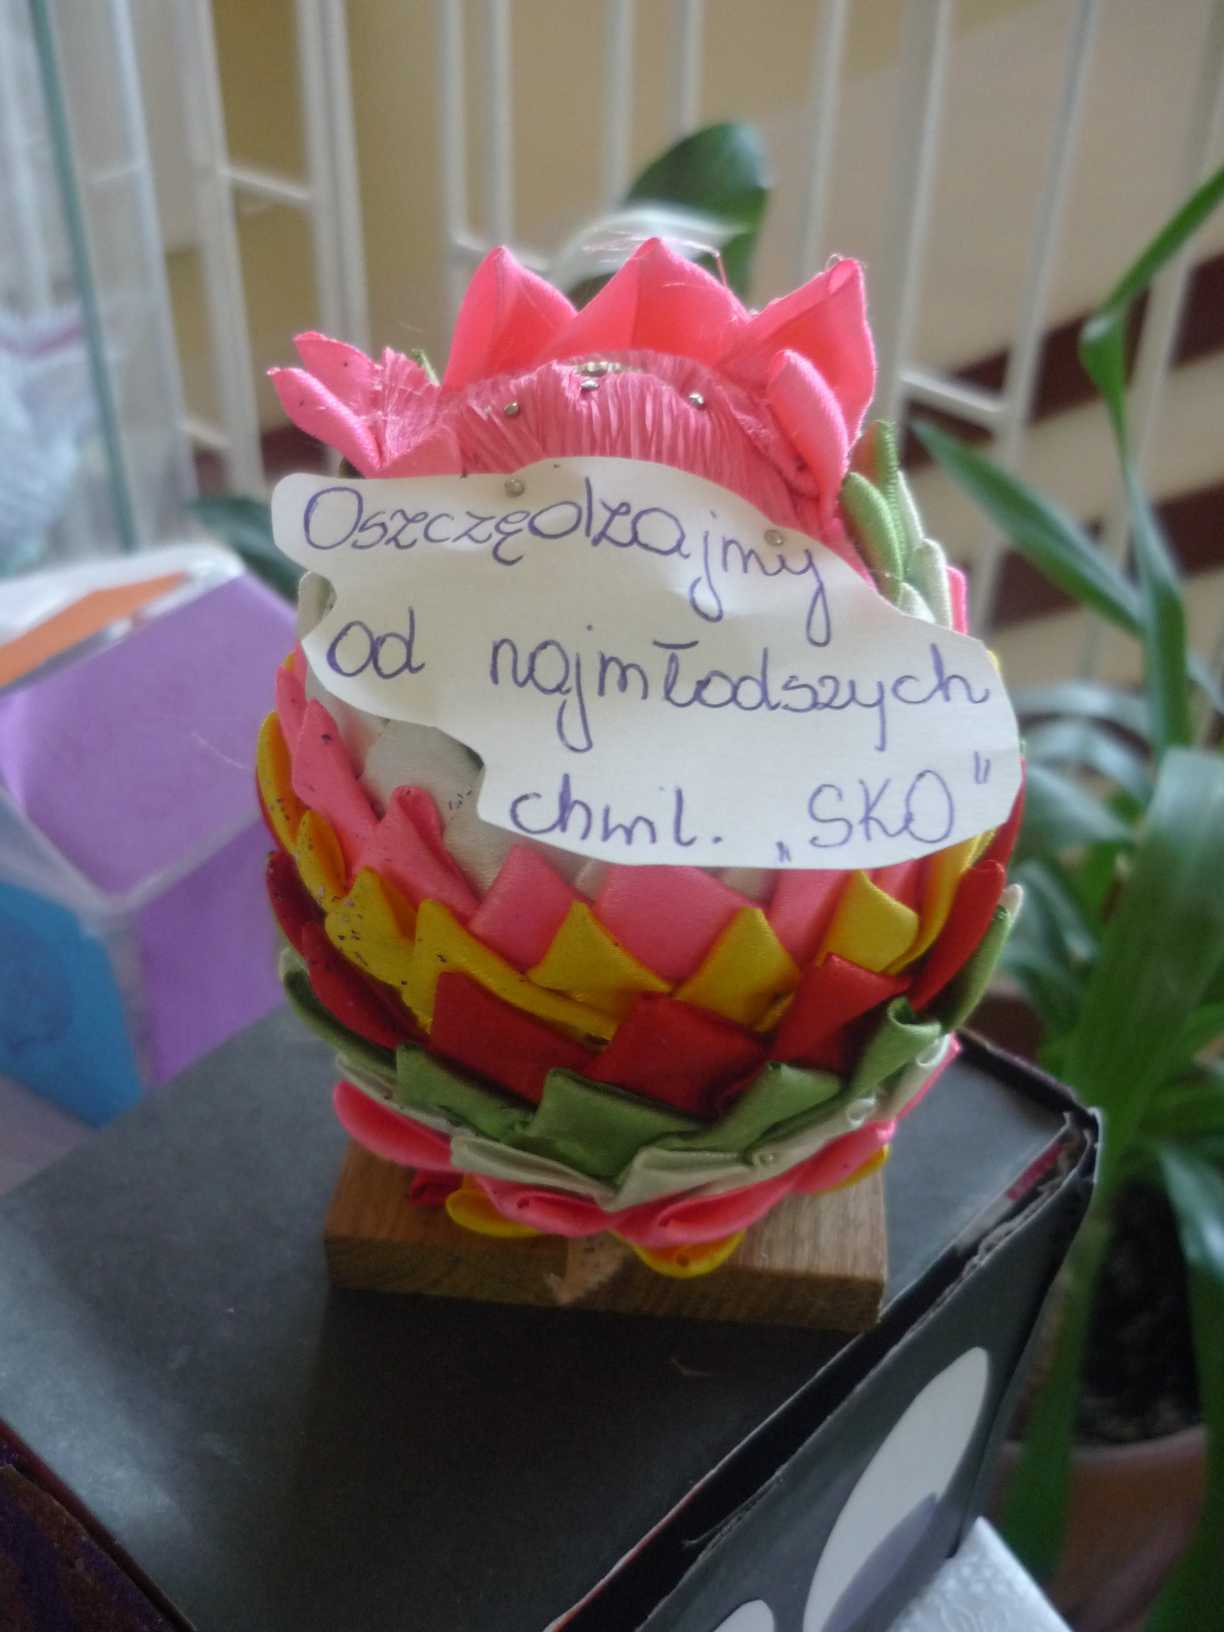 Oszczędzajmy
od najmłodszych
chwil. „SKO"